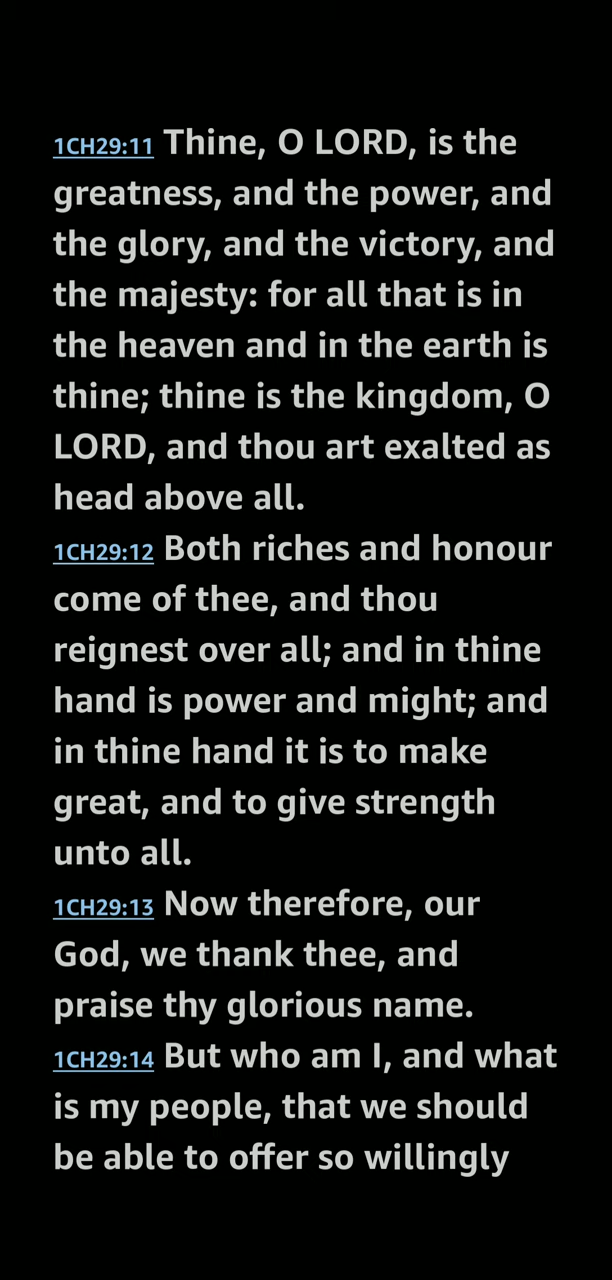 1CH29:11 Thine, O LORD, is the
greatness, and the power, and
the glory, and the victory, and
the majesty: for all that is in
the heaven and in the earth is
thine; thine is the kingdom, O
LORD, and thou art exalted as
head above all.
1CH29:12 Both riches and honour
come of thee, and thou
reignest over all; and in thine
hand is power and might; and
in thine hand it is to make
great, and to give strength
unto all.
1CH29:13 Now therefore, our
God, we thank thee, and
praise thy glorious name.
1CH29:14 But who am I, and what
is my people, that we should
be able to offer so willingly